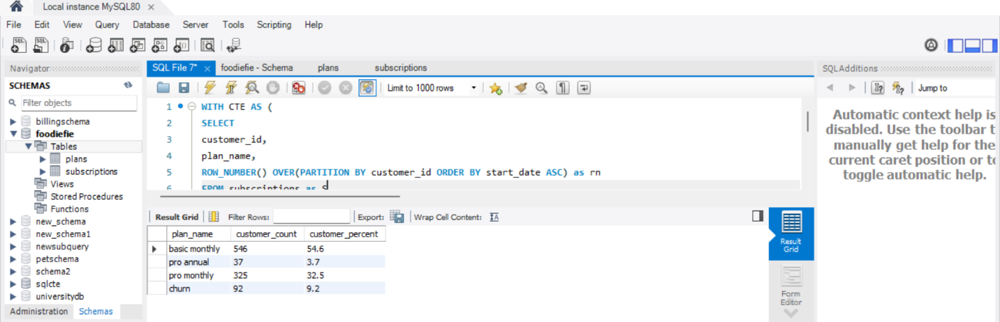 Local instance MySQL80
File Edit View Query Database Server Tools Scripting Help
Navigator
SCHEMAS
Filter objects
billingschema
foodiefie
Tables
plans
subscriptions
Views
Stored Procedures
Functions
new_schema
new_schema1
newsubquery
petschema
schema2
sqlcte
universitydb
Administration Schemas
SQL File 7* foodiefie - Schema plans subscriptions
Limit to 1000 rows
1 WITH CTE AS (
2 SELECT
3 customer_id,
4 plan_name,
5 ROW_NUMBER() OVER(PARTITION BY customer_id ORDER BY start_date ASC) as rn
6 FROM subscriptions as S
Result Grid Filter Rows: Export: Wrap Cell Content:
plan_name customer_count customer_percent
basic monthly 546 54.6
pro annual 37 3.7
pro monthly 325 32.5
churn 92 9.2
Result
Grid
Form
Editor
SQLAdditions
Jump to
Automatic context help is
disabled. Use the toolbar t
manually get help for the
current caret position or to
toggle automatic help.